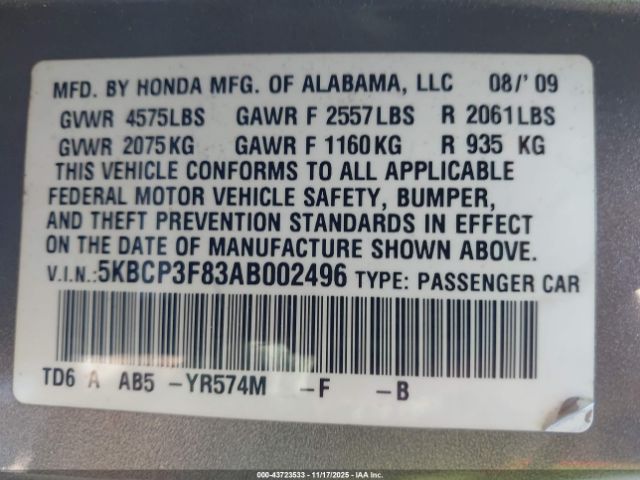 MFD. BY HONDA MFG. OF ALABAMA, LLC 08/' 09
GVWR 4575LBS GAWR F 2557LBS R 2061LBS
GVWR 2075KG GAWR F 1160KG R 935 KG
THIS VEHICLE CONFORMS TO ALL APPLICABLE
FEDERAL MOTOR VEHICLE SAFETY, BUMPER,
AND THEFT PREVENTION STANDARDS IN EFFECT
ON THE DATE OF MANUFACTURE SHOWN ABOVE.
V.I.N.:5KBCP3F83AB002496 TYPE: PASSENGER CAR
TD6 A AB5 -YR574M -F -B
Stock No: 000-43723533 | 11/17/2025 | IAA Inc.